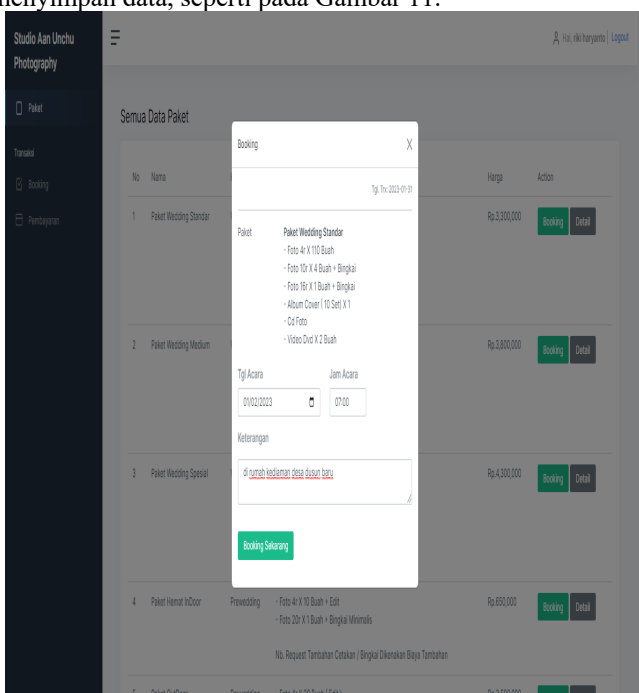 menyimpan data, seperti pada Gambar 11.
Studio Aan Unchu
Photography
Hai, riki haryanto | Logout
Paket
Transaksi
Booking
Pembayaran
Semua Data Paket
No Nama Harga Action
1 Paket Wedding Standar Rp.3,300,000 Booking Detail
2 Paket Wedding Medium Rp.3,800,000 Booking Detail
3 Paket Wedding Spesial Rp.4,300,000 Booking Detail
4 Paket Hemat InDoor Prewedding - Foto 4r X 10 Buah + Edit Rp.650,000 Booking Detail
- Foto 20r X 1 Buah + Bingkai Minimalis
Nb. Request Tambahan Cetakan / Bingkai Dikenakan Biaya Tambahan
Booking
Tgl. Trx: 2023-01-31
Paket Paket Wedding Standar
- Foto 4r X 110 Buah
- Foto 10r X 4 Buah + Bingkai
- Foto 16r X 1 Buah + Bingkai
- Album Cover ( 10 Set) X 1
- Cd Foto
- Video Dvd X 2 Buah
Tgl Acara Jam Acara
01/02/2023 07:00
Keterangan
di rumah kediaman desa dusun baru
Booking Sekarang